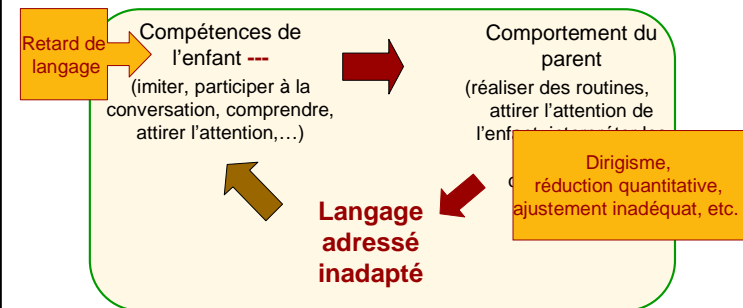 Retard de
langage
Compétences de
l'enfant ---
(imiter, participer à la
conversation, comprendre,
attirer l'attention,…)
Comportement du
parent
(réaliser des routines,
attirer l'attention de
Dirigisme,
réduction quantitative,
ajustement inadéquat, etc.
Langage
adressé
inadapté